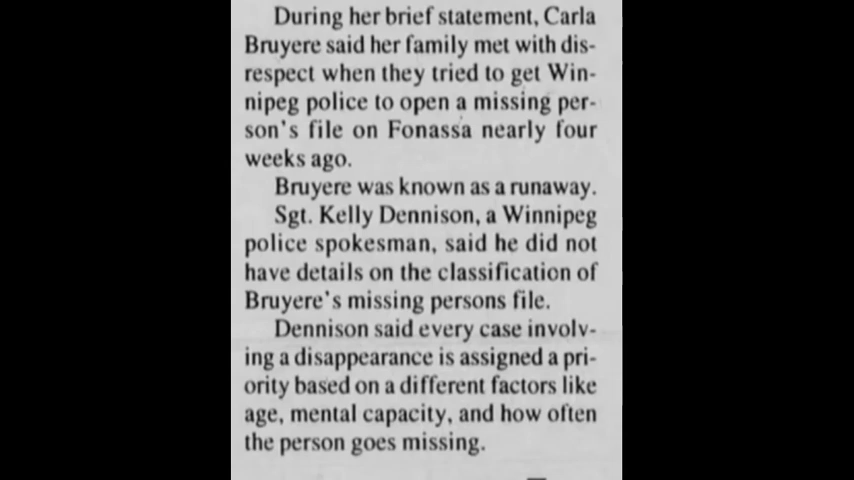 During her brief statement, Carla
Bruyere said her family met with dis-
respect when they tried to get Win-
nipeg police to open a missing per-
son's file on Fonassa nearly four
weeks ago.
Bruyere was known as a runaway.
Sgt. Kelly Dennison, a Winnipeg
police spokesman, said he did not
have details on the classification of
Bruyere's missing persons file.
Dennison said every case involv-
ing a disappearance is assigned a pri-
ority based on a different factors like
age, mental capacity, and how often
the person goes missing.